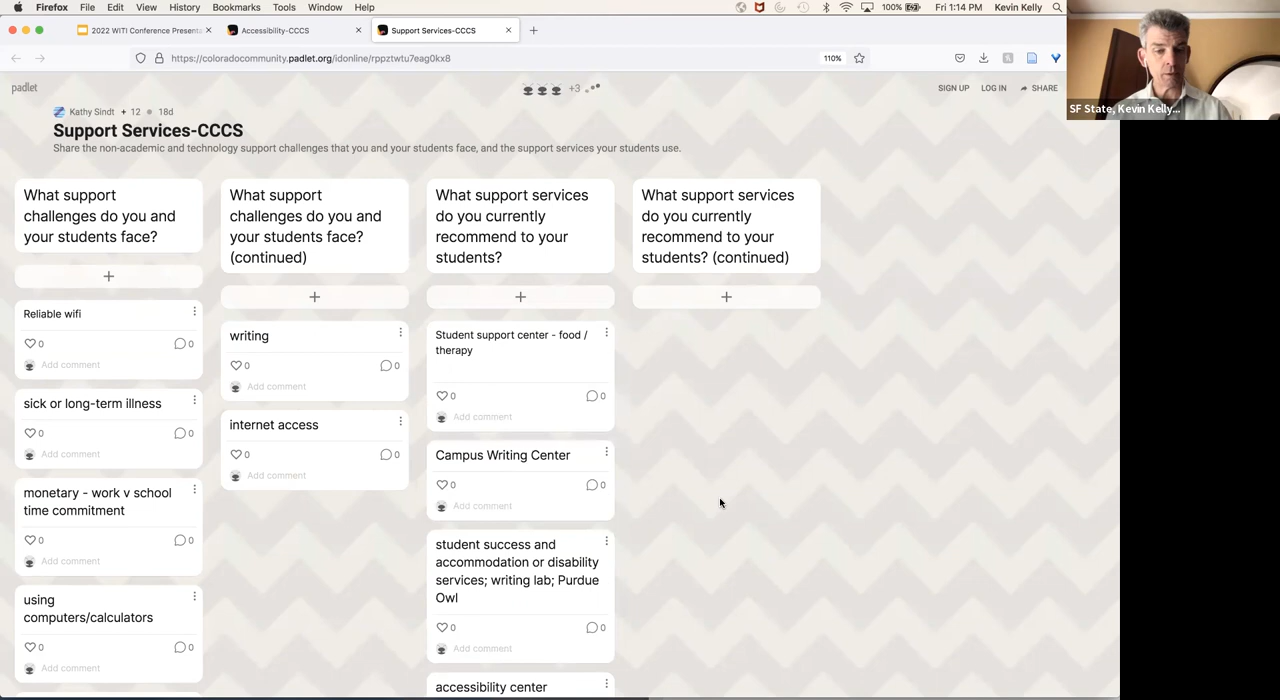 Firefox File Edit View History Bookmarks Tools Window Help 100% Fri 1:14 PM Kevin Kelly
2022 WITI Conference Presenta
Accessibility-CCCS
Support Services-CCCS
https://coloradocommunity.padlet.org/idonline/rppztwtu7eag0kx8
110%
padlet
+3
SIGN UP
LOG IN
SHARE
SF State, Kevin Kelly...
Kathy Sindt + 12 18d
Support Services-CCCS
Share the non-academic and technology support challenges that you and your students face, and the support services your students use.
What support
challenges do you and
your students face?
+
Reliable wifi
0 0
Add comment
sick or long-term illness
0 0
Add comment
monetary - work v school
time commitment
0 0
Add comment
using
computers/calculators
0 0
Add comment
What support
challenges do you and
your students face?
(continued)
+
writing
0 0
Add comment
internet access
0 0
Add comment
What support services
do you currently
recommend to your
students?
+
Student support center - food /
therapy
0 0
Add comment
Campus Writing Center
0 0
Add comment
student success and
accommodation or disability
services; writing lab; Purdue
Owl
0 0
Add comment
accessibility center
What support services
do you currently
recommend to your
students? (continued)
+